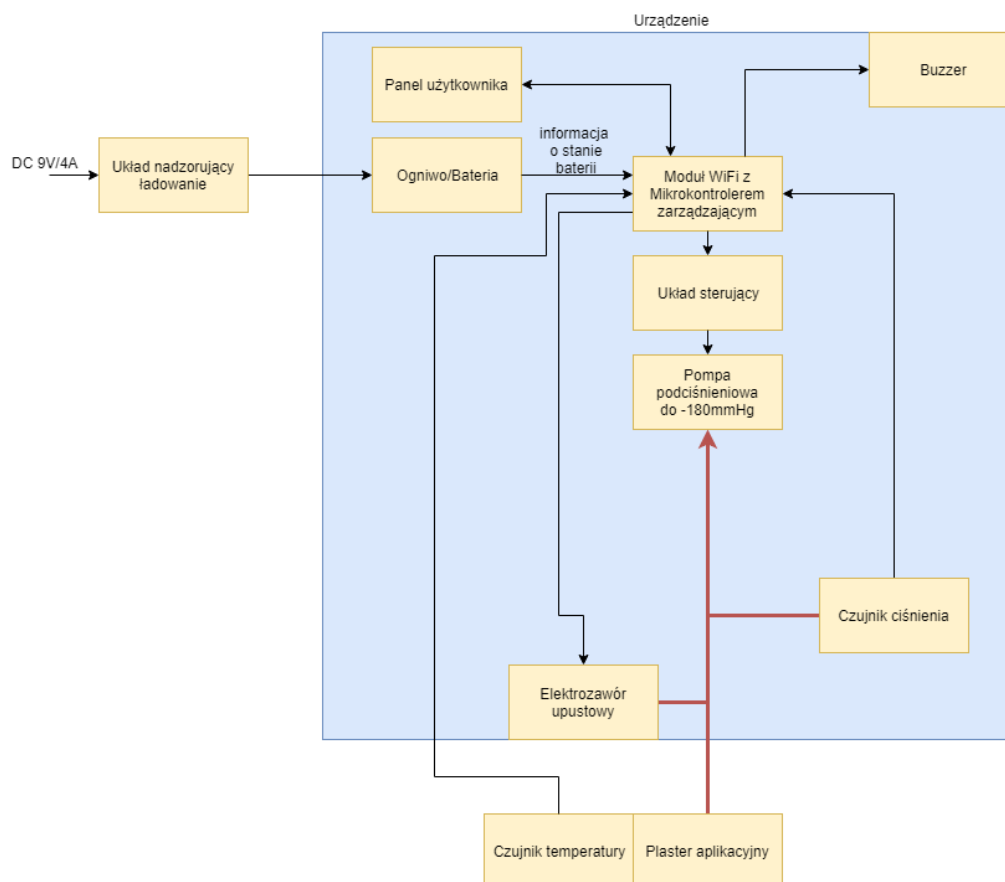 Urządzenie
Buzzer
Panel użytkownika
informacja
o stanie
baterii
DC 9V/4A
Układ nadzorujący
ładowanie
Ogniwo/Bateria
Moduł WiFi z
Mikrokontrolerem
zarządzającym
Układ sterujący
Pompa
podciśnieniowa
do -180mmHg
Czujnik ciśnienia
Elektrozawór
upustowy
Czujnik temperatury
Plaster aplikacyjny